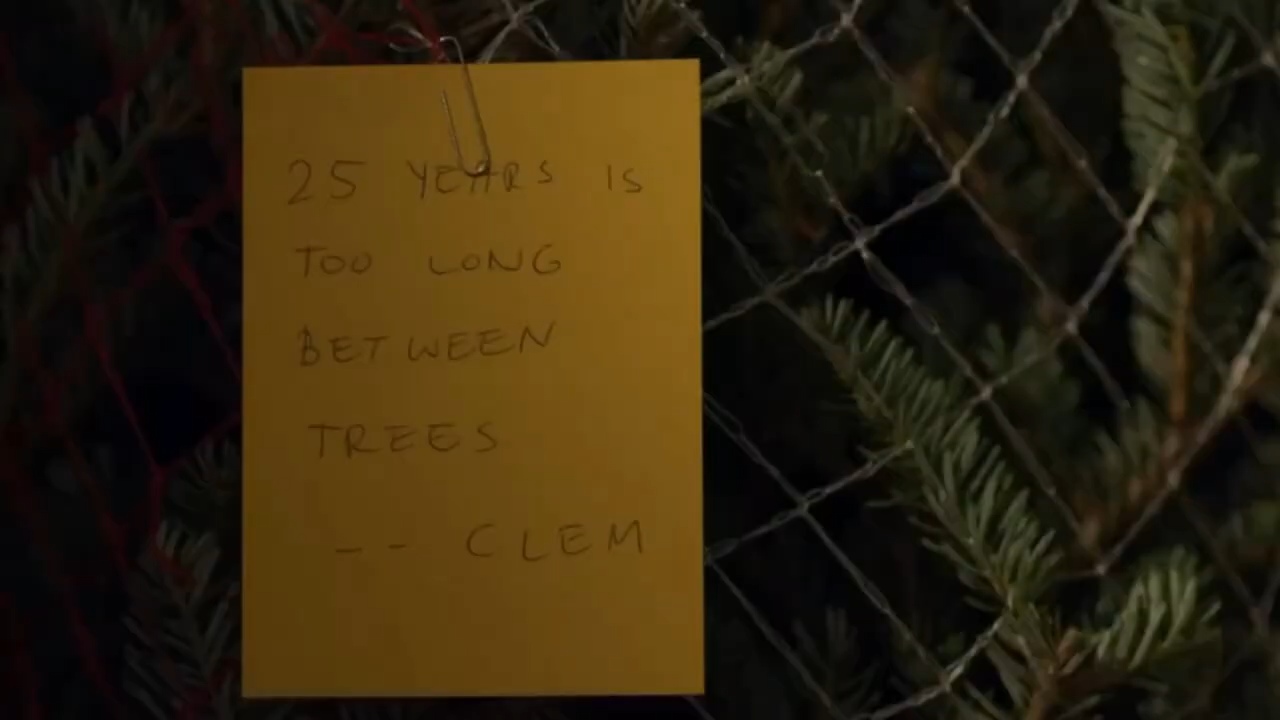 25 YEARS IS
TOO LONG
BETWEEN
TREES
-- CLEM